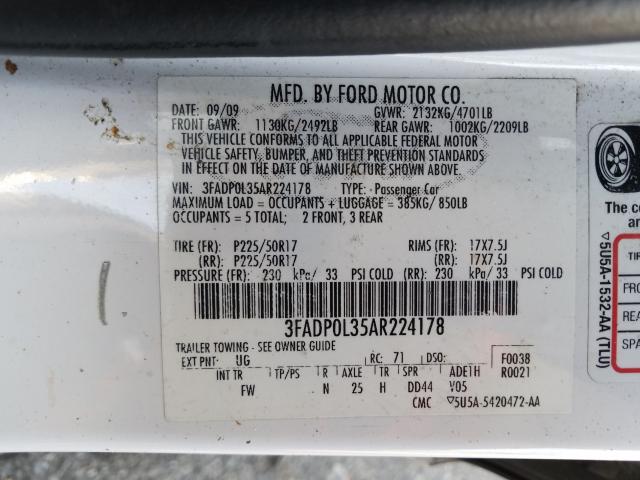 MFD. BY FORD MOTOR CO.
DATE: 09/09 GVWR: 2132KG/4701LB
FRONT GAWR: 1130KG/2492LB REAR GAWR: 1002KG/2209LB
THIS VEHICLE CONFORMS TO ALL APPLICABLE FEDERAL MOTOR
VEHICLE SAFETY, BUMPER, AND THEFT PREVENTION STANDARDS
IN EFFECT ON THE DATE OF MANUFACTURE SHOWN ABOVE.
VIN: 3FADP0L35AR224178 TYPE: - Passenger Car
MAXIMUM LOAD = OCCUPANTS + LUGGAGE = 385KG/ 850LB
OCCUPANTS = 5 TOTAL; 2 FRONT, 3 REAR
TIRE (FR): P225/50R17 RIMS (FR): 17X7.5J
(RR): P225/50R17 (RR): 17X7.5J
PRESSURE (FR): 230 kPa/ 33 PSI COLD (RR): 230 kPa/ 33 PSI COLD
3FADP0L35AR224178
TRAILER TOWING - SEE OWNER GUIDE
EXT PNT: UG RC: 71 DSO: F0038
INT TR TP/PS R AXLE TR SPR ADE1H R0021
FW N 25 H DD44 V05
CMC ▽5U5A-5420472-AA
The co
TIR
FRO
REA
SPA
▽5U5A-1532-AA (TLU)